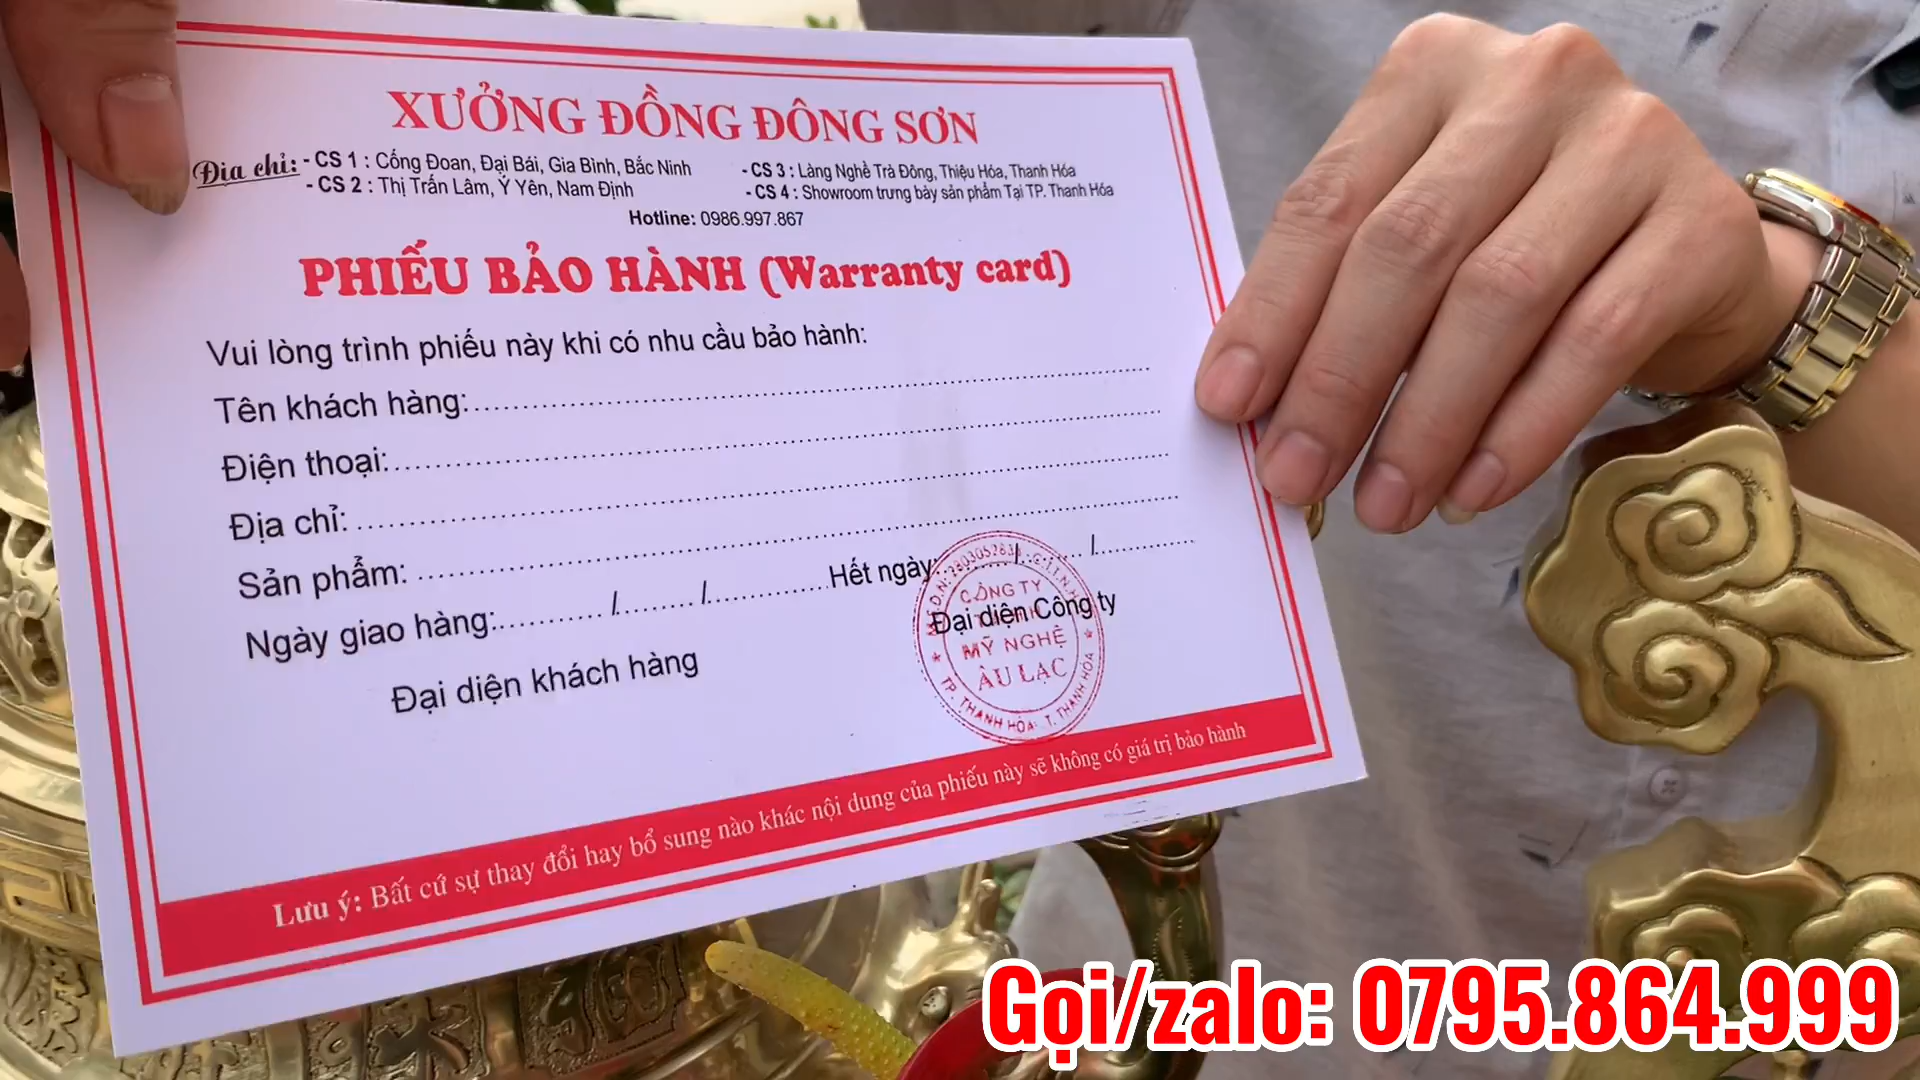 XƯỞNG ĐỒNG ĐÔNG SƠN
Địa chỉ: - CS 1 : Cống Đoan, Đại Bái, Gia Bình, Bắc Ninh
- CS 2 : Thị Trấn Lâm, Ý Yên, Nam Định
- CS 3 : Làng Nghề Trà Đông, Thiệu Hóa, Thanh Hóa
- CS 4 : Showroom trưng bày sản phẩm Tại TP. Thanh Hóa
Hotline: 0986.997.867
PHIẾU BẢO HÀNH (Warranty card)
Vui lòng trình phiếu này khi có nhu cầu bảo hành:
Tên khách hàng:
Điện thoại:
Địa chỉ:
Sản phẩm:
Ngày giao hàng:............/.........../.............Hết ngày:........../........../.............
Đại diện khách hàng
Đại diện Công ty
CÔNG TY
MỸ NGHỆ
ÂU LẠC
TP. THANH HÓA - T. THANH HÓA
Lưu ý: Bất cứ sự thay đổi hay bổ sung nào khác nội dung của phiếu này sẽ không có giá trị bảo hành
Gọi/zalo: 0795.864.999